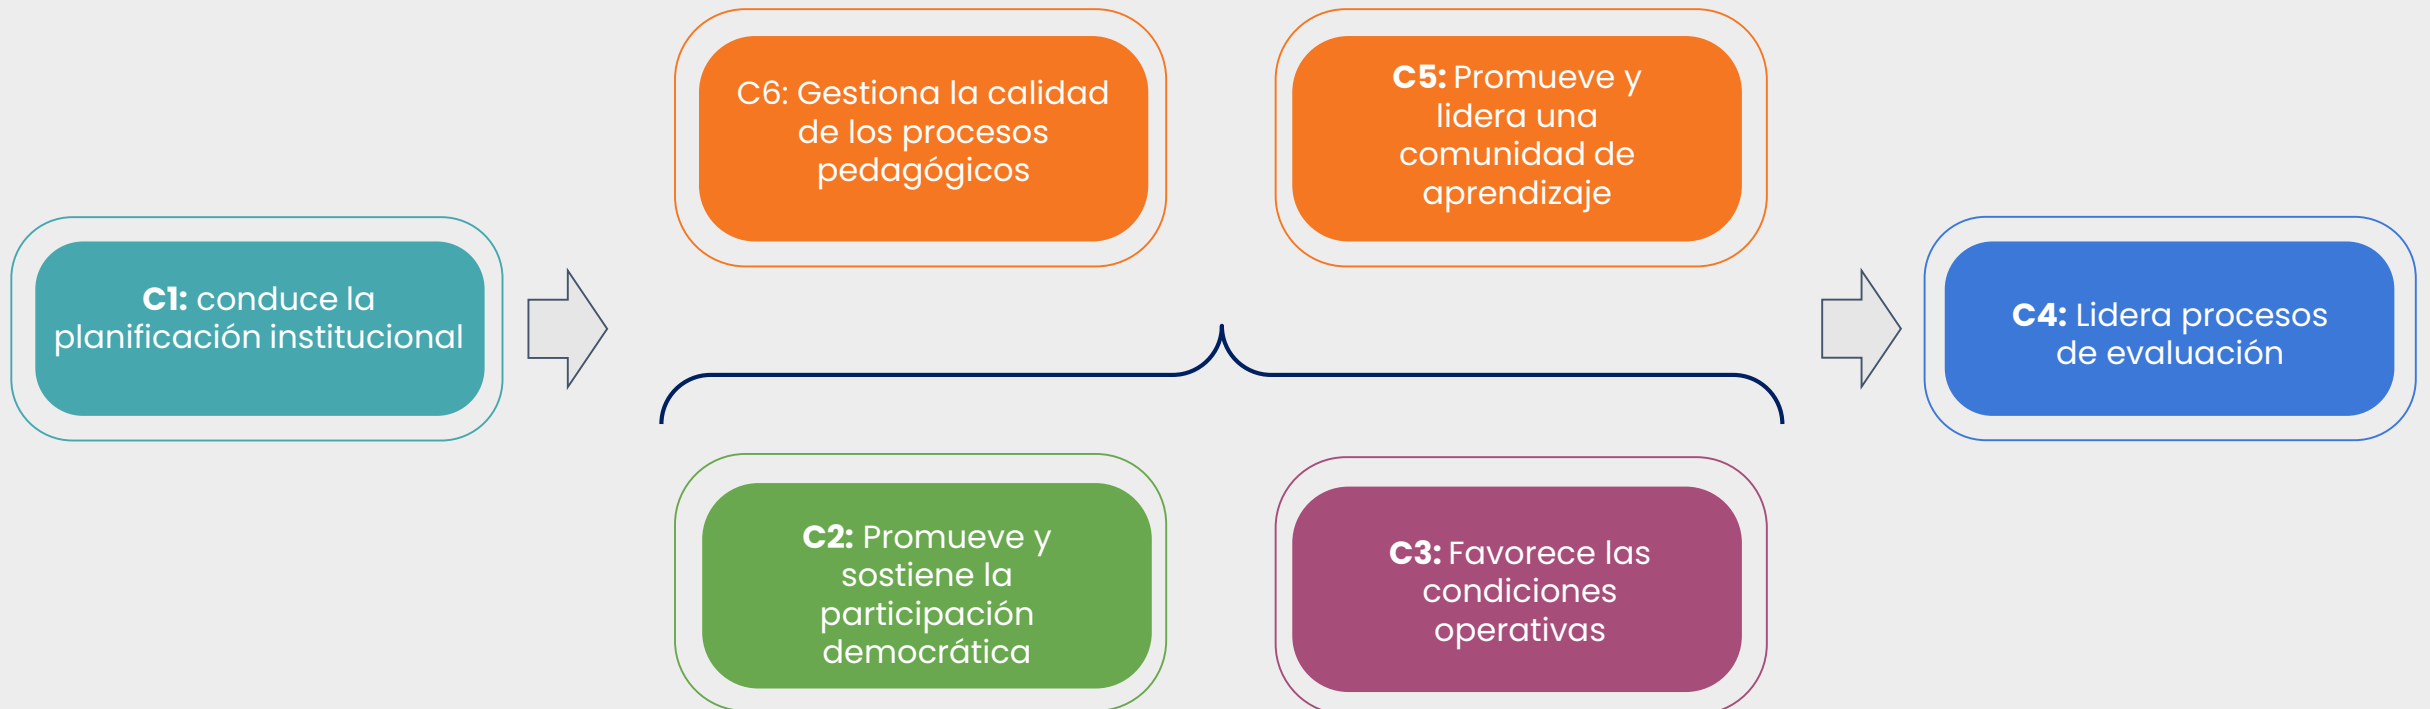 C6: Gestiona la calidad
de los procesos
pedagógicos
C5: Promueve y
lidera una
comunidad de
aprendizaje
C1: conduce la
planificación institucional
C4: Lidera procesos
de evaluación
C2: Promueve y
sostiene la
participación
democrática
C3: Favorece las
condiciones
operativas